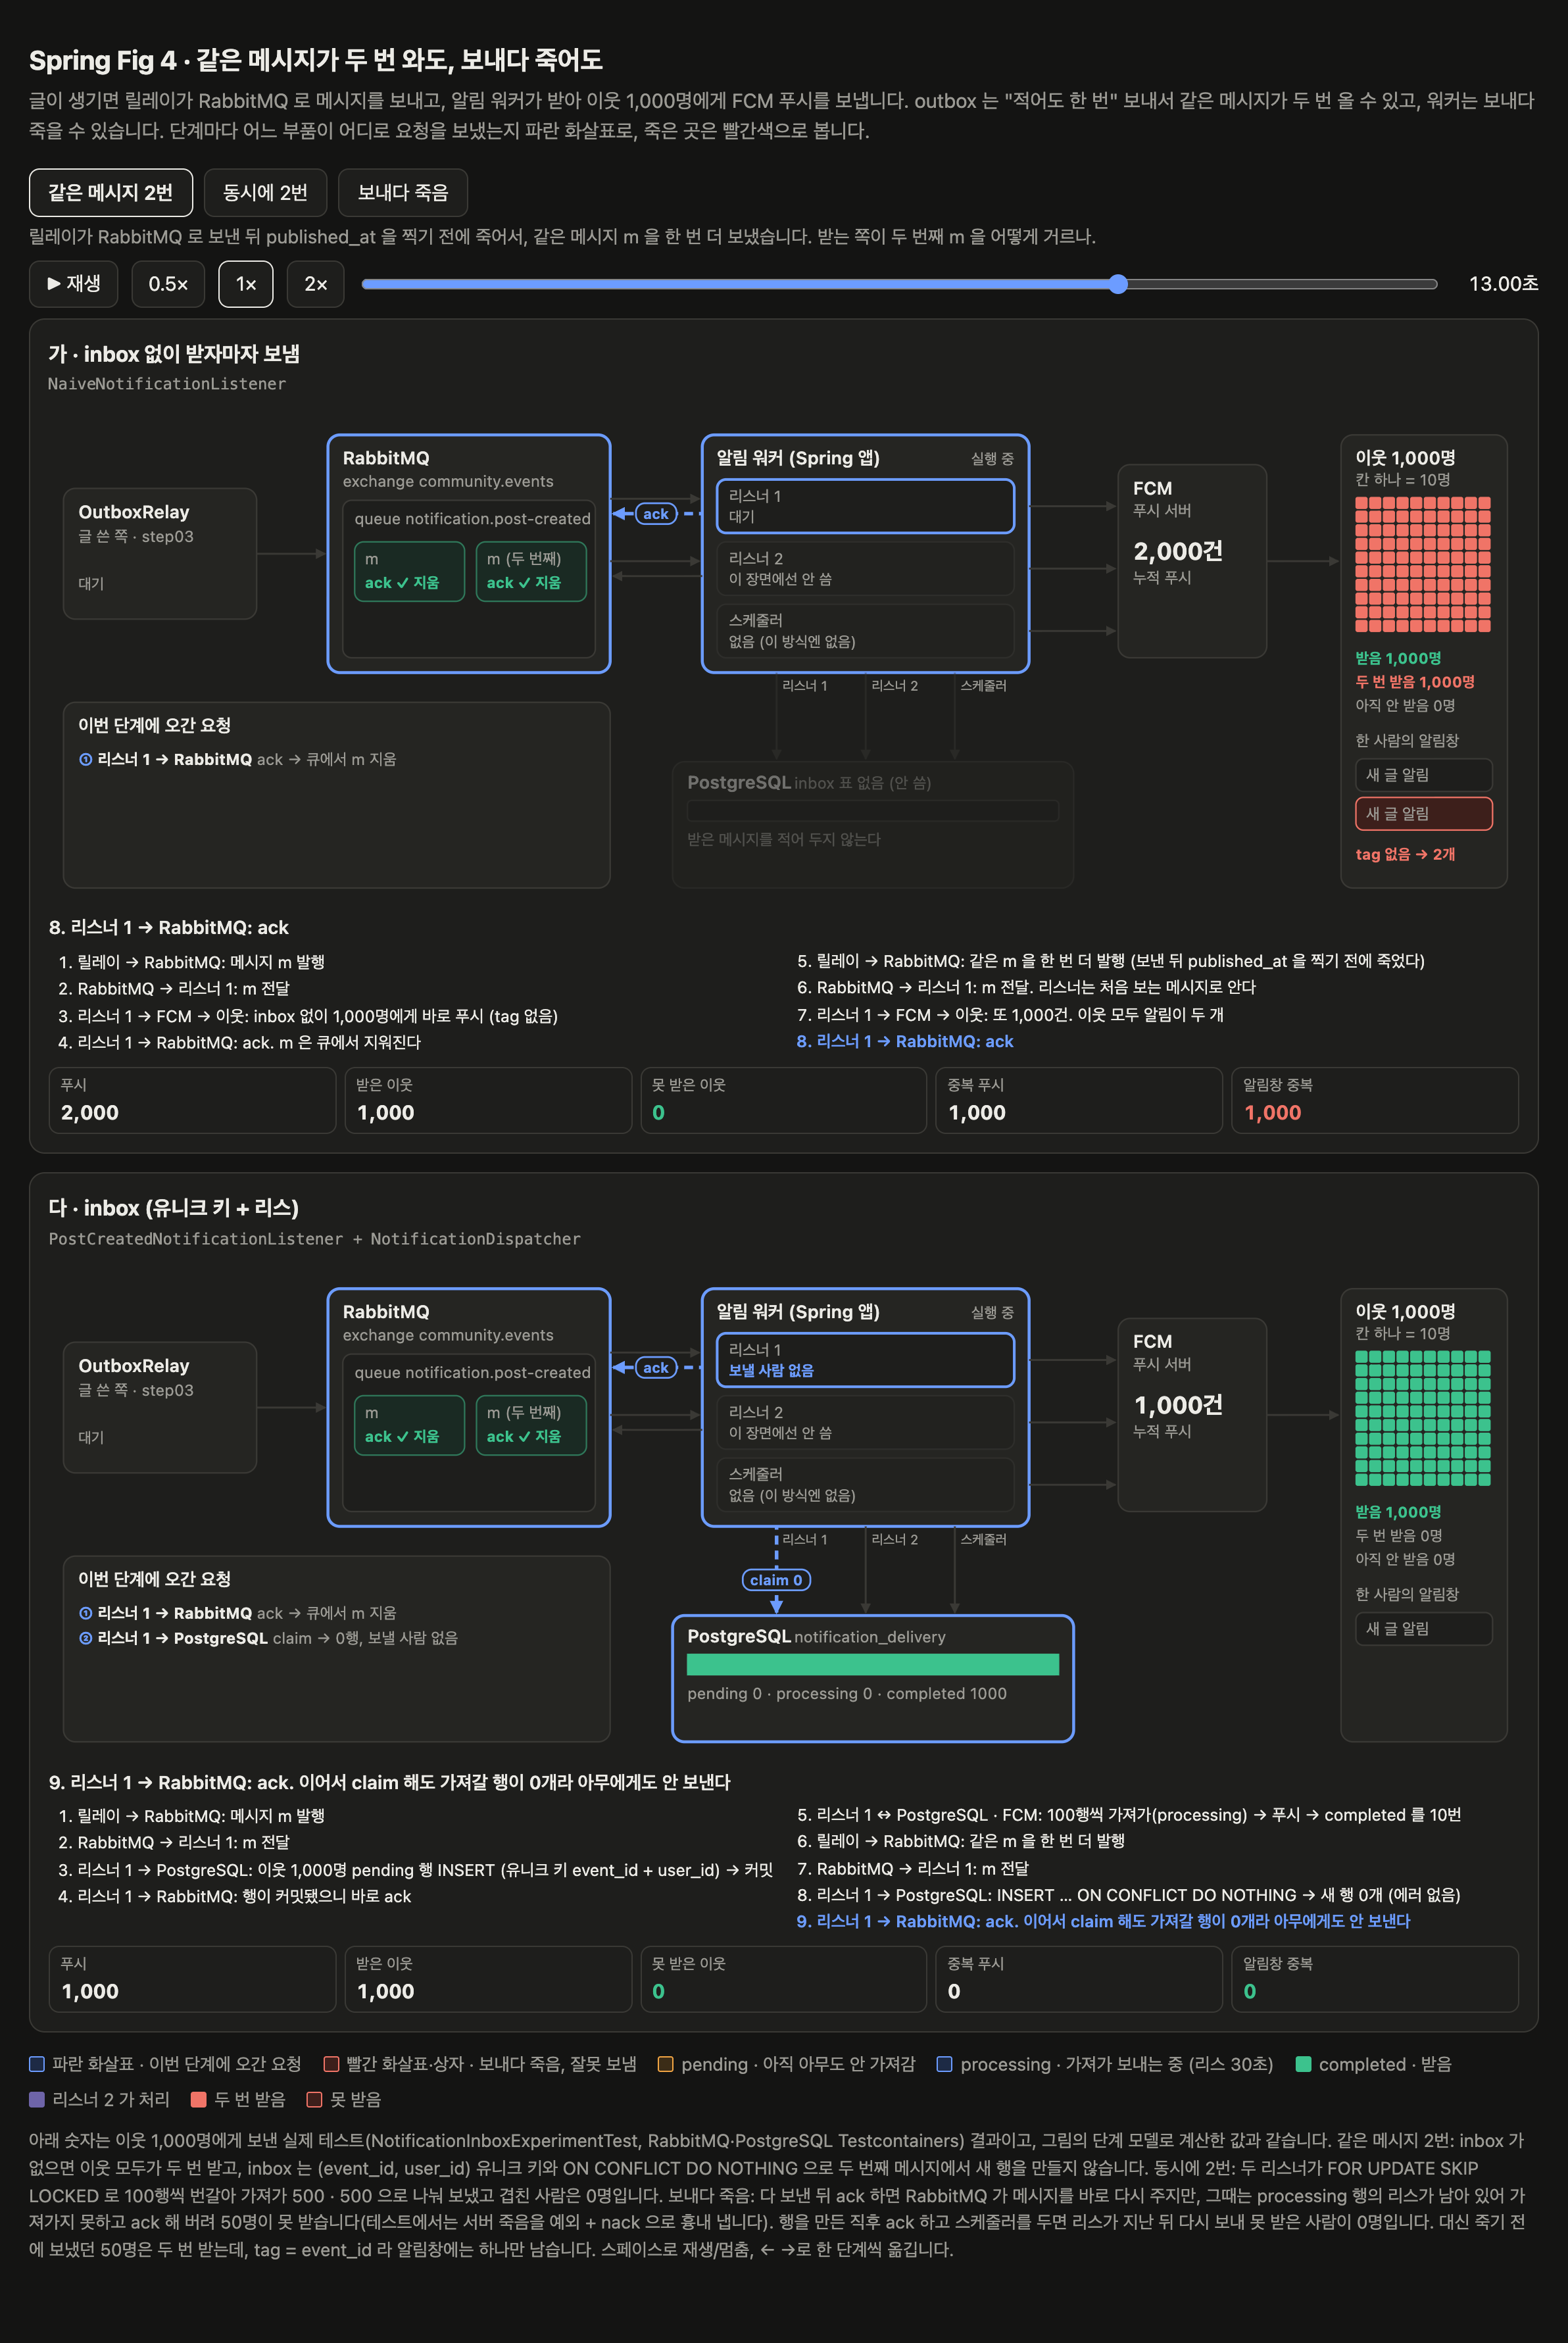 Spring Fig 4 · 같은 메시지가 두 번 와도, 보내다 죽어도
글이 생기면 릴레이가 RabbitMQ 로 메시지를 보내고, 알림 워커가 받아 이웃 1,000명에게 FCM 푸시를 보냅니다. outbox 는 "적어도 한 번" 보내서 같은 메시지가 두 번 올 수 있고, 워커는 보내다
죽을 수 있습니다. 단계마다 어느 부품이 어디로 요청을 보냈는지 파란 화살표로, 죽은 곳은 빨간색으로 봅니다.
같은 메시지 2번
동시에 2번
보내다 죽음
릴레이가 RabbitMQ 로 보낸 뒤 published_at 을 찍기 전에 죽어서, 같은 메시지 m 을 한 번 더 보냈습니다. 받는 쪽이 두 번째 m 을 어떻게 거르나.
▶ 재생
0.5×
1×
2×
13.00초
가 · inbox 없이 받자마자 보냄
NaiveNotificationListener
OutboxRelay
글 쓴 쪽 · step03
대기
RabbitMQ
exchange community.events
queue notification.post-created
m
ack ✓ 지움
m (두 번째)
ack ✓ 지움
ack
알림 워커 (Spring 앱)
실행 중
리스너 1
대기
리스너 2
이 장면에선 안 씀
스케줄러
없음 (이 방식엔 없음)
FCM
푸시 서버
2,000건
누적 푸시
이웃 1,000명
칸 하나 = 10명
받음 1,000명
두 번 받음 1,000명
아직 안 받음 0명
한 사람의 알림창
새 글 알림
새 글 알림
tag 없음 → 2개
리스너 1
리스너 2
스케줄러
이번 단계에 오간 요청
① 리스너 1 → RabbitMQ ack → 큐에서 m 지움
PostgreSQL inbox 표 없음 (안 씀)
받은 메시지를 적어 두지 않는다
8. 리스너 1 → RabbitMQ: ack
1. 릴레이 → RabbitMQ: 메시지 m 발행
2. RabbitMQ → 리스너 1: m 전달
3. 리스너 1 → FCM → 이웃: inbox 없이 1,000명에게 바로 푸시 (tag 없음)
4. 리스너 1 → RabbitMQ: ack. m 은 큐에서 지워진다
5. 릴레이 → RabbitMQ: 같은 m 을 한 번 더 발행 (보낸 뒤 published_at 을 찍기 전에 죽었다)
6. RabbitMQ → 리스너 1: m 전달. 리스너는 처음 보는 메시지로 안다
7. 리스너 1 → FCM → 이웃: 또 1,000건. 이웃 모두 알림이 두 개
8. 리스너 1 → RabbitMQ: ack
푸시
2,000
받은 이웃
1,000
못 받은 이웃
0
중복 푸시
1,000
알림창 중복
1,000
다 · inbox (유니크 키 + 리스)
PostCreatedNotificationListener + NotificationDispatcher
OutboxRelay
글 쓴 쪽 · step03
대기
RabbitMQ
exchange community.events
queue notification.post-created
m
ack ✓ 지움
m (두 번째)
ack ✓ 지움
ack
알림 워커 (Spring 앱)
실행 중
리스너 1
보낼 사람 없음
리스너 2
이 장면에선 안 씀
스케줄러
없음 (이 방식엔 없음)
FCM
푸시 서버
1,000건
누적 푸시
이웃 1,000명
칸 하나 = 10명
받음 1,000명
두 번 받음 0명
아직 안 받음 0명
한 사람의 알림창
새 글 알림
리스너 1
리스너 2
스케줄러
claim 0
이번 단계에 오간 요청
① 리스너 1 → RabbitMQ ack → 큐에서 m 지움
② 리스너 1 → PostgreSQL claim → 0행, 보낼 사람 없음
PostgreSQL notification_delivery
pending 0 · processing 0 · completed 1000
9. 리스너 1 → RabbitMQ: ack. 이어서 claim 해도 가져갈 행이 0개라 아무에게도 안 보낸다
1. 릴레이 → RabbitMQ: 메시지 m 발행
2. RabbitMQ → 리스너 1: m 전달
3. 리스너 1 → PostgreSQL: 이웃 1,000명 pending 행 INSERT (유니크 키 event_id + user_id) → 커밋
4. 리스너 1 → RabbitMQ: 행이 커밋됐으니 바로 ack
5. 리스너 1 ↔ PostgreSQL · FCM: 100행씩 가져가(processing) → 푸시 → completed 를 10번
6. 릴레이 → RabbitMQ: 같은 m 을 한 번 더 발행
7. RabbitMQ → 리스너 1: m 전달
8. 리스너 1 → PostgreSQL: INSERT ... ON CONFLICT DO NOTHING → 새 행 0개 (에러 없음)
9. 리스너 1 → RabbitMQ: ack. 이어서 claim 해도 가져갈 행이 0개라 아무에게도 안 보낸다
푸시
1,000
받은 이웃
1,000
못 받은 이웃
0
중복 푸시
0
알림창 중복
0
파란 화살표 · 이번 단계에 오간 요청
빨간 화살표·상자 · 보내다 죽음, 잘못 보냄
pending · 아직 아무도 안 가져감
processing · 가져가 보내는 중 (리스 30초)
completed · 받음
리스너 2 가 처리
두 번 받음
못 받음
아래 숫자는 이웃 1,000명에게 보낸 실제 테스트(NotificationInboxExperimentTest, RabbitMQ·PostgreSQL Testcontainers) 결과이고, 그림의 단계 모델로 계산한 값과 같습니다. 같은 메시지 2번: inbox 가
없으면 이웃 모두가 두 번 받고, inbox 는 (event_id, user_id) 유니크 키와 ON CONFLICT DO NOTHING 으로 두 번째 메시지에서 새 행을 만들지 않습니다. 동시에 2번: 두 리스너가 FOR UPDATE SKIP
LOCKED 로 100행씩 번갈아 가져가 500 · 500 으로 나눠 보냈고 겹친 사람은 0명입니다. 보내다 죽음: 다 보낸 뒤 ack 하면 RabbitMQ 가 메시지를 바로 다시 주지만, 그때는 processing 행의 리스가 남아 있어 가
져가지 못하고 ack 해 버려 50명이 못 받습니다(테스트에서는 서버 죽음을 예외 + nack 으로 흉내 냅니다). 행을 만든 직후 ack 하고 스케줄러를 두면 리스가 지난 뒤 다시 보내 못 받은 사람이 0명입니다. 대신 죽기 전
에 보냈던 50명은 두 번 받는데, tag = event_id 라 알림창에는 하나만 남습니다. 스페이스로 재생/멈춤, ← →로 한 단계씩 옮깁니다.